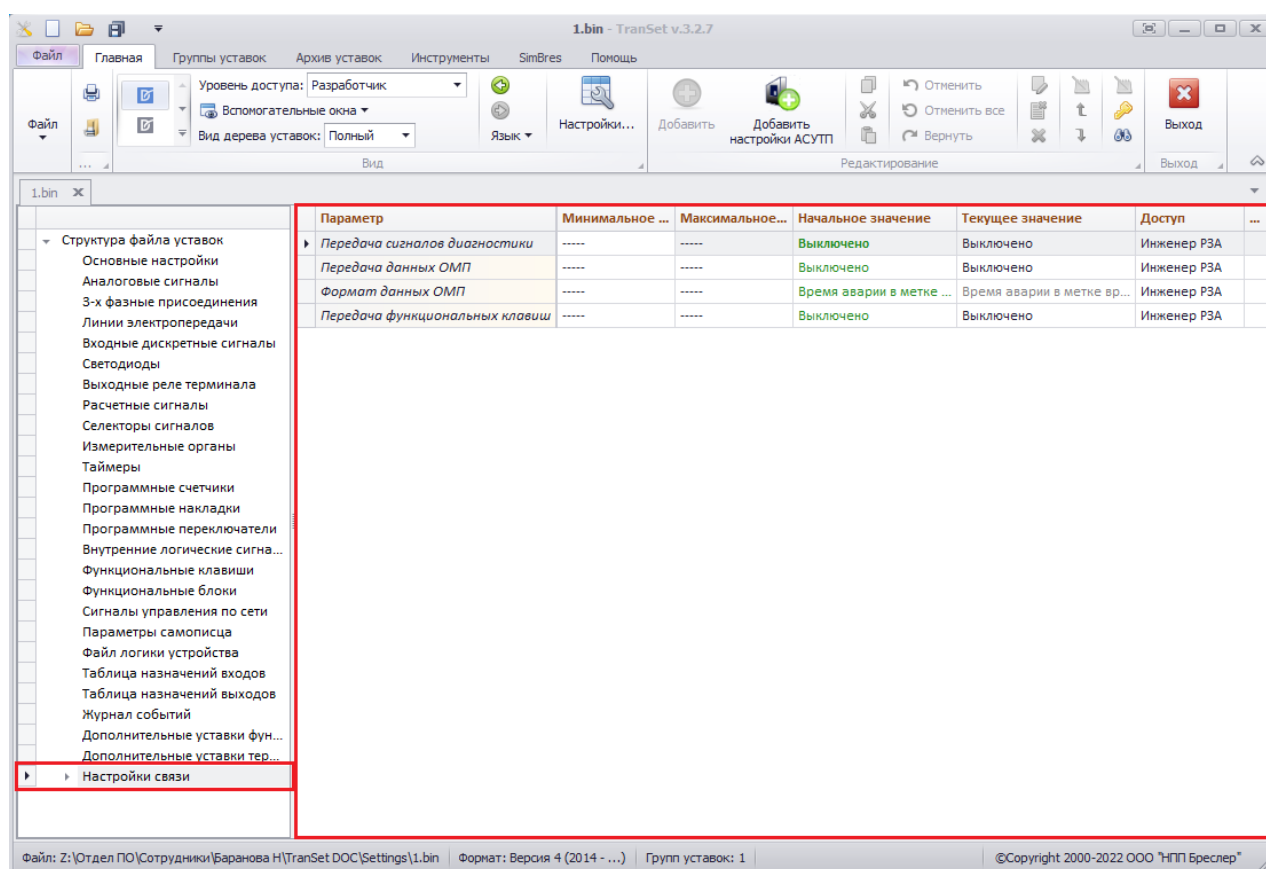 1.bin - TranSet v.3.2.7
Файл Главная Группы уставок Архив уставок Инструменты SimBres Помощь
Файл
Уровень доступа: Разработчик
Вспомогательные окна
Вид дерева уставок: Полный
Язык
Вид
Настройки...
Добавить
Добавить настройки АСУТП
Отменить
Отменить все
Вернуть
Редактирование
Выход
Выход
1.bin
Структура файла уставок
Основные настройки
Аналоговые сигналы
3-х фазные присоединения
Линии электропередачи
Входные дискретные сигналы
Светодиоды
Выходные реле терминала
Расчетные сигналы
Селекторы сигналов
Измерительные органы
Таймеры
Программные счетчики
Программные накладки
Программные переключатели
Внутренние логические сигна...
Функциональные клавиши
Функциональные блоки
Сигналы управления по сети
Параметры самописца
Файл логики устройства
Таблица назначений входов
Таблица назначений выходов
Журнал событий
Дополнительные уставки фун...
Дополнительные уставки тер...
Настройки связи
Параметр Минимальное ... Максимальное... Начальное значение Текущее значение Доступ ...
Передача сигналов диагностики ----- ----- Выключено Выключено Инженер РЗА
Передача данных ОМП ----- ----- Выключено Выключено Инженер РЗА
Формат данных ОМП ----- ----- Время аварии в метке ... Время аварии в метке вр... Инженер РЗА
Передача функциональных клавиш ----- ----- Выключено Выключено Инженер РЗА
Файл: Z:\Отдел ПО\Сотрудники\Баранова Н\TranSet DOC\Settings\1.bin Формат: Версия 4 (2014 - ...) Групп уставок: 1 ©Copyright 2000-2022 ООО "НПП Бреслер"